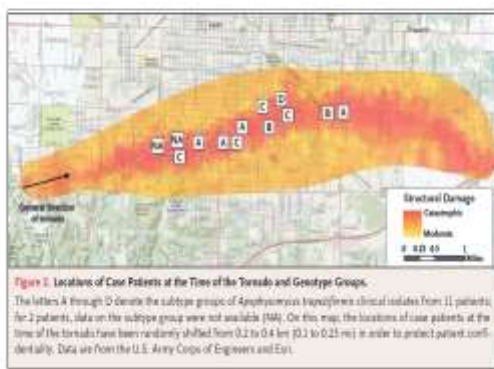 C D
C
A B B A
NA NA C A A C
General Direction
of tornado
Structural Damage
Catastrophic
Moderate
Figure 2. Locations of Case Patients at the Time of the Tornado and Genotype Groups.
The letters A through D denote the subtype groups of Apophysomyces trapeziformis clinical isolates from 11 patients;
for 2 patients, data on the subtype group were not available (NA). On this map, the locations of case patients at the
time of the tornado have been randomly shifted from 0.2 to 0.4 km (0.1 to 0.25 mi) in order to protect patient confi-
dentiality. Data are from the U.S. Army Corps of Engineers and Esri.